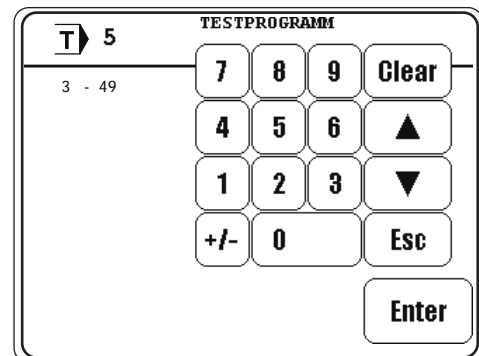 TESTPROGRAMM
T 5
3 - 49
7 8 9 Clear
4 5 6 ▲
1 2 3 ▼
+/- 0 Esc
Enter